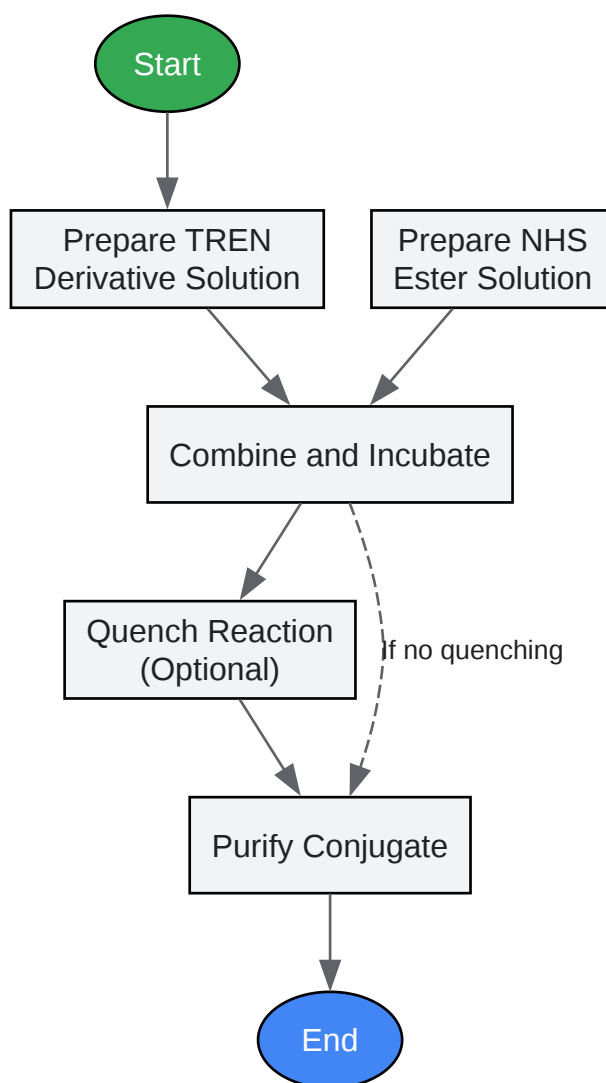 Start
Prepare TREN
Derivative Solution
Prepare NHS
Ester Solution
Combine and Incubate
Quench Reaction
(Optional)
If no quenching
Purify Conjugate
End